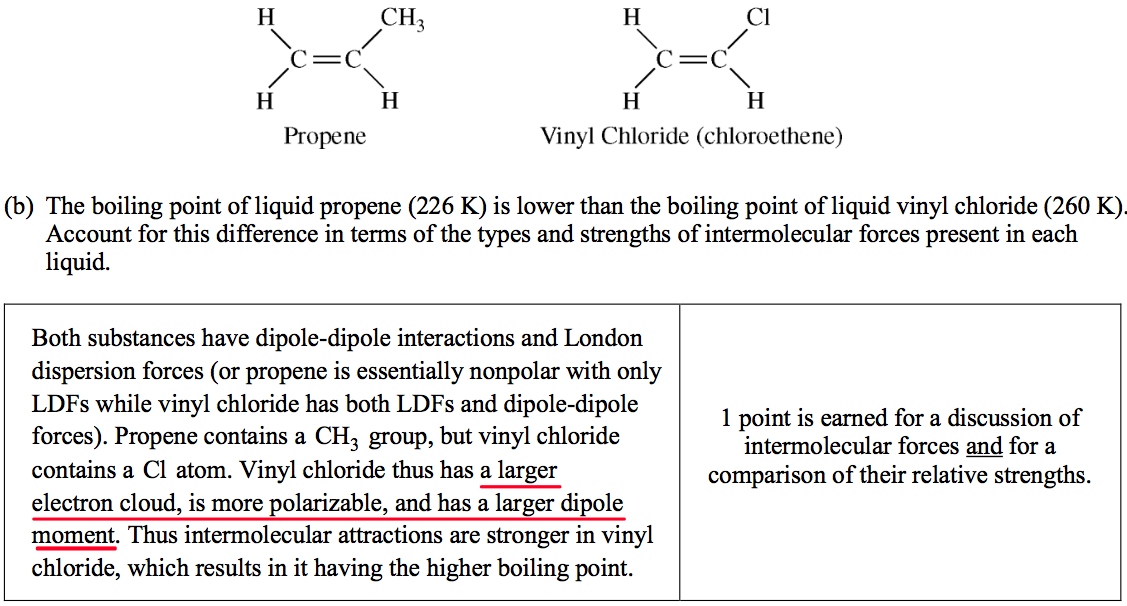 H CH₃ H Cl
C=C C=C
H H H H
Propene Vinyl Chloride (chloroethene)
(b) The boiling point of liquid propene (226 K) is lower than the boiling point of liquid vinyl chloride (260 K).
Account for this difference in terms of the types and strengths of intermolecular forces present in each
liquid.
Both substances have dipole-dipole interactions and London
dispersion forces (or propene is essentially nonpolar with only
LDFs while vinyl chloride has both LDFs and dipole-dipole
forces). Propene contains a CH₃ group, but vinyl chloride
contains a Cl atom. Vinyl chloride thus has a larger
electron cloud, is more polarizable, and has a larger dipole
moment. Thus intermolecular attractions are stronger in vinyl
chloride, which results in it having the higher boiling point.
1 point is earned for a discussion of
intermolecular forces and for a
comparison of their relative strengths.